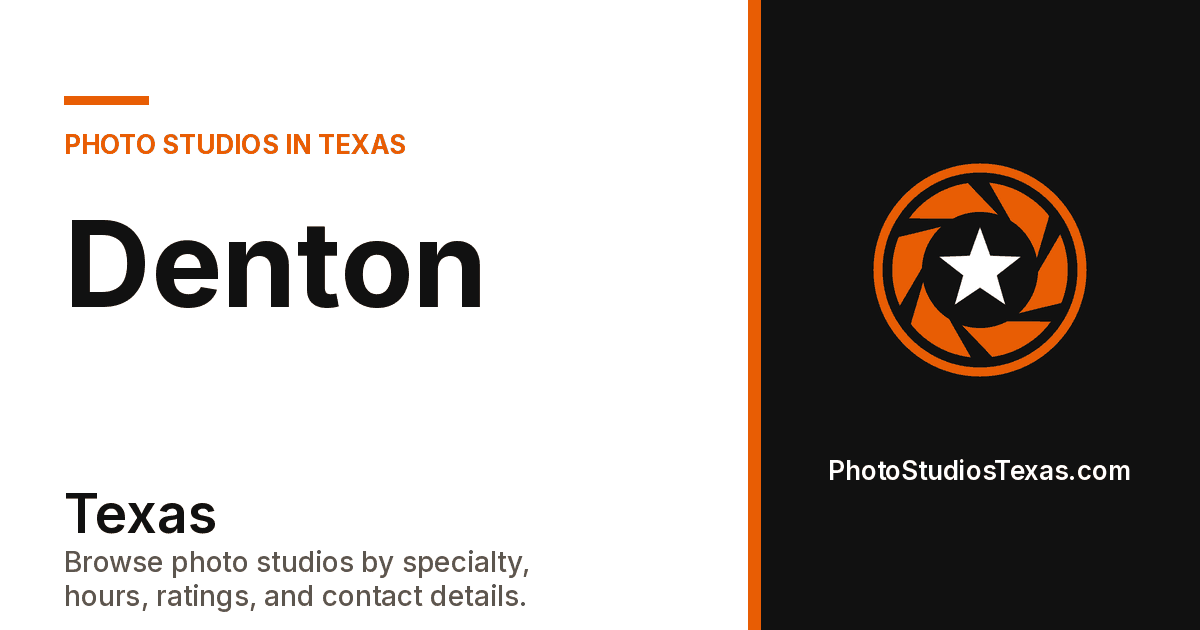 PHOTO STUDIOS IN TEXAS
Denton
Texas
Browse photo studios by specialty,
hours, ratings, and contact details.
PhotoStudiosTexas.com